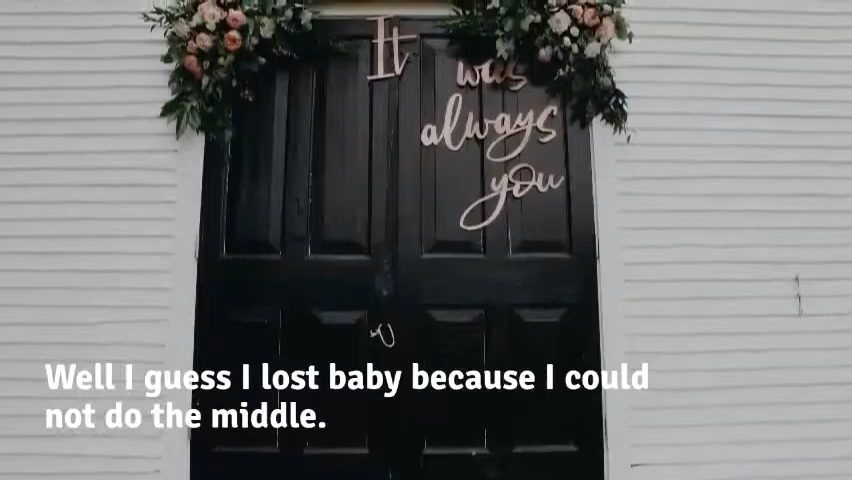 It
was
always
you
Well I guess I lost baby because I could
not do the middle.